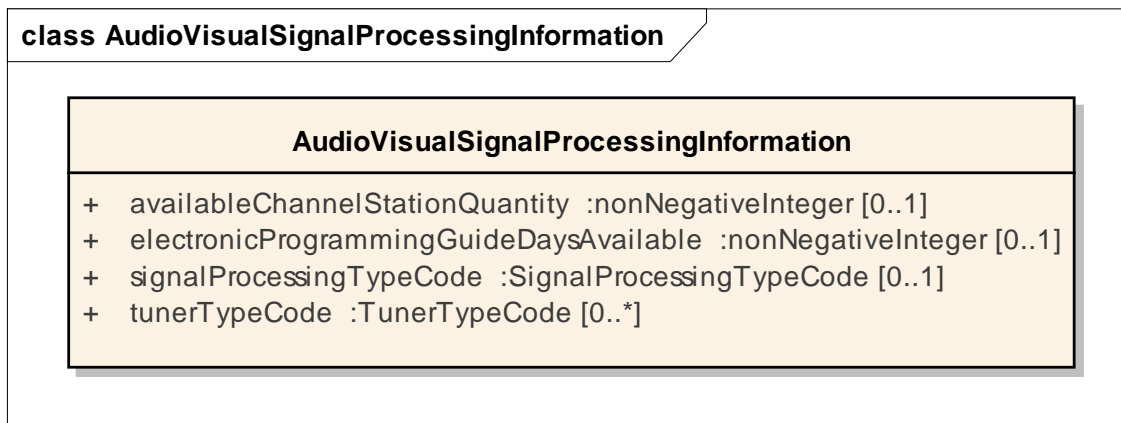 class AudioVisualSignalProcessingInformation
AudioVisualSignalProcessingInformation
+ availableChannelStationQuantity :nonNegativeInteger [0..1]
+ electronicProgrammingGuideDaysAvailable :nonNegativeInteger [0..1]
+ signalProcessingTypeCode :SignalProcessingTypeCode [0..1]
+ tunerTypeCode :TunerTypeCode [0..*]